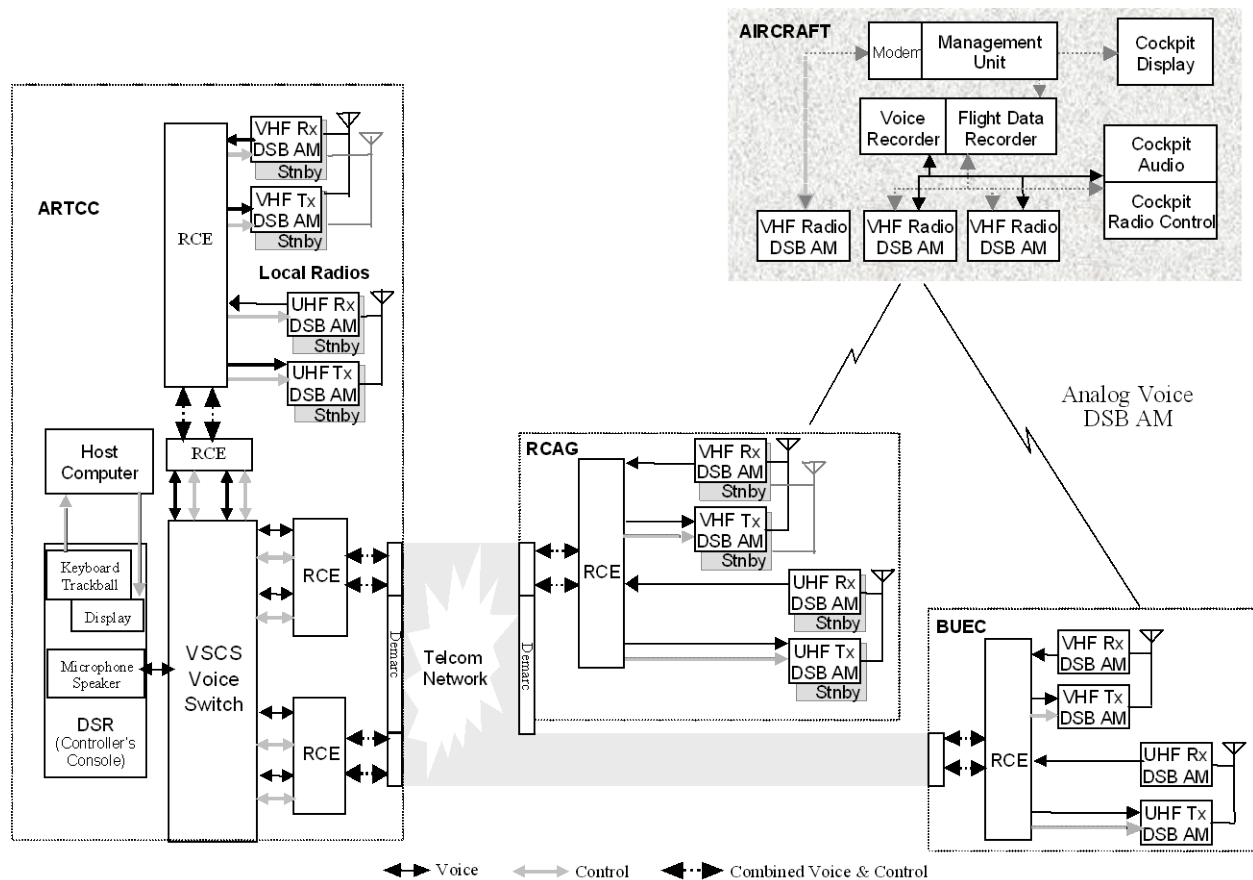 AIRCRAFT
Modem
Management
Unit
Cockpit
Display
Voice
Recorder
Flight Data
Recorder
Cockpit
Audio
Cockpit
Radio Control
VHF Radio
DSB AM
VHF Radio
DSB AM
VHF Radio
DSB AM
ARTCC
RCE
VHF Rx
DSB AM
Stnby
VHF Tx
DSB AM
Stnby
Local Radios
UHF Rx
DSB AM
Stnby
UHF Tx
DSB AM
Stnby
Host
Computer
RCE
Keyboard
Trackball
Display
Microphone
Speaker
DSR
(Controller's
Console)
VSCS
Voice
Switch
RCE
RCE
Demarc
Telcom
Network
Demarc
RCAG
RCE
VHF Rx
DSB AM
Stnby
VHF Tx
DSB AM
Stnby
UHF Rx
DSB AM
Stnby
UHF Tx
DSB AM
Stnby
Analog Voice
DSB AM
BUEC
RCE
VHF Rx
DSB AM
VHF Tx
DSB AM
UHF Rx
DSB AM
UHF Tx
DSB AM
Voice
Control
Combined Voice & Control